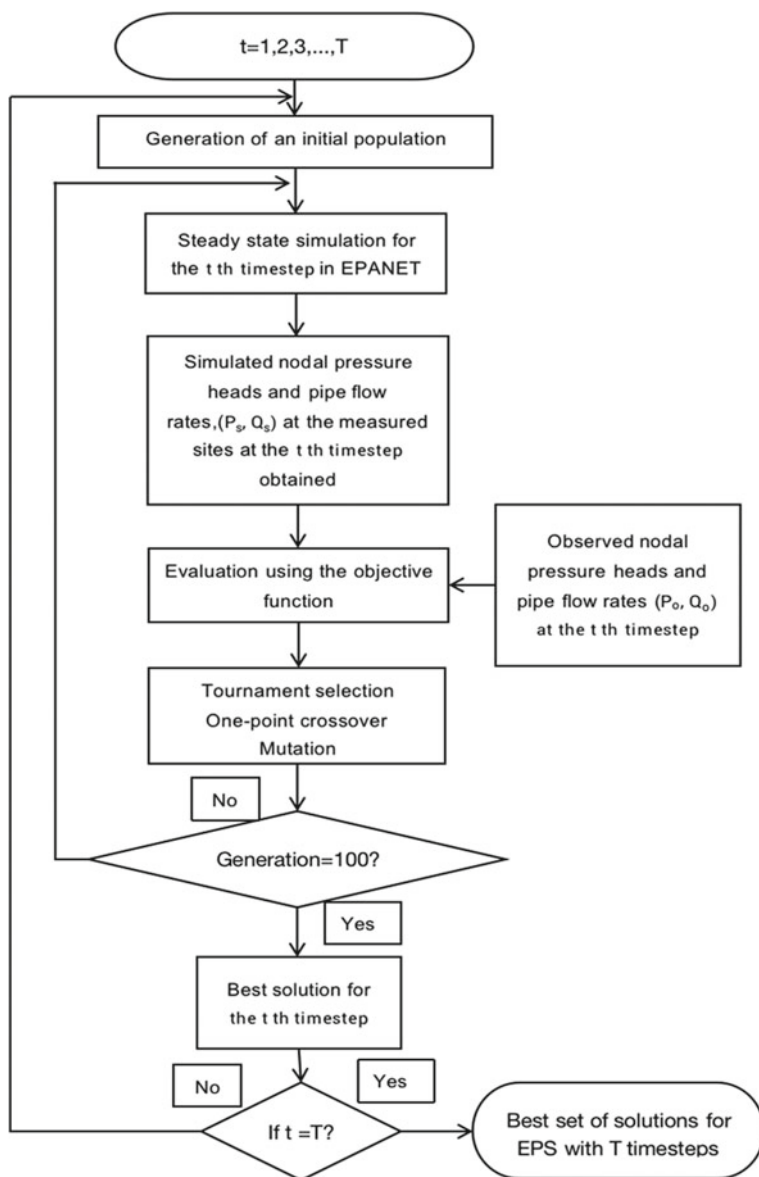 t=1,2,3,...,T
Generation of an initial population
Steady state simulation for
the t th timestep in EPANET
Simulated nodal pressure
heads and pipe flow
rates,(Pₛ, Qₛ) at the measured
sites at the t th timestep
obtained
Observed nodal
pressure heads and
pipe flow rates (Pₒ, Qₒ)
at the t th timestep
Evaluation using the objective
function
Tournament selection
One-point crossover
Mutation
No
Generation=100?
Yes
Best solution for
the t th timestep
No
Yes
If t =T?
Best set of solutions for
EPS with T timesteps